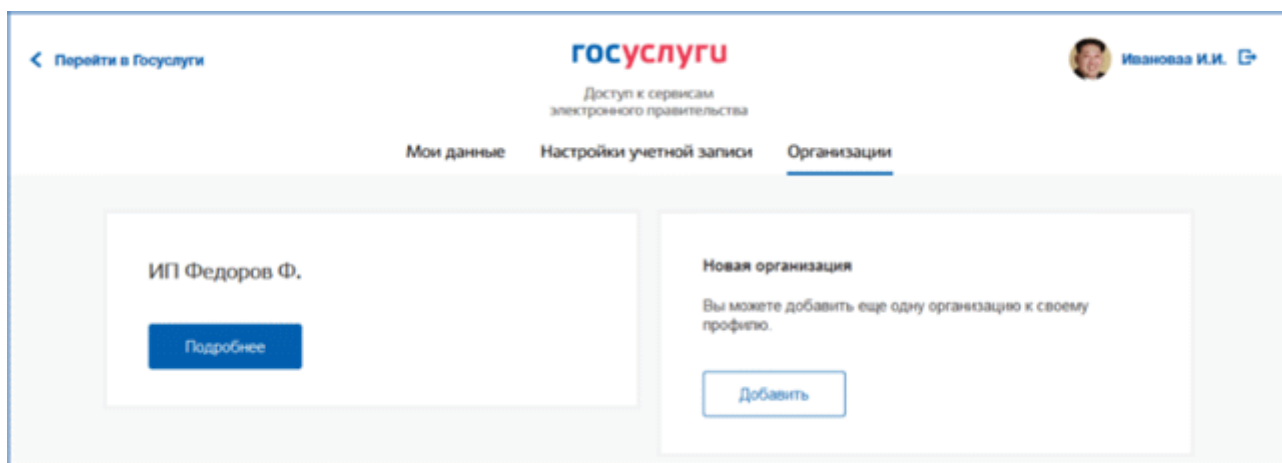 Перейти в Госуслуги
госуслуги
Ивановаа И.И.
Доступ к сервисам
электронного правительства
Мои данные Настройки учетной записи Организации
ИП Федоров Ф.
Подробнее
Новая организация
Вы можете добавить еще одну организацию к своему
профилю.
Добавить